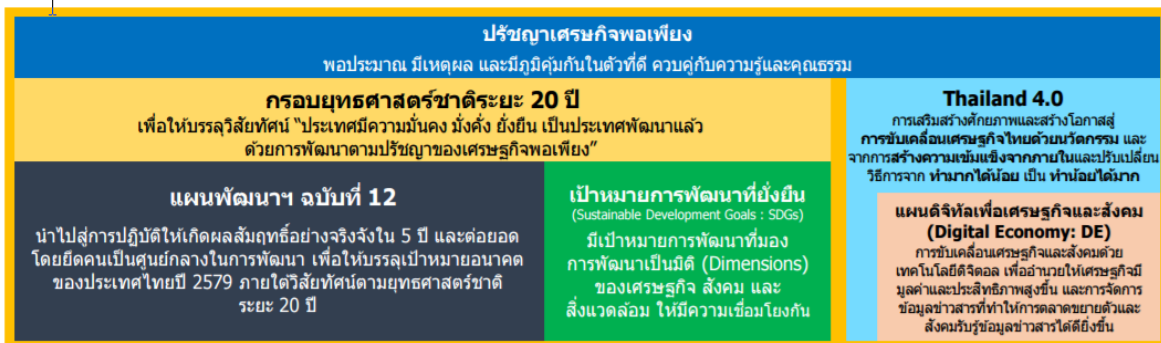 ปรัชญาเศรษฐกิจพอเพียง
พอประมาณ มีเหตุผล และมีภูมิคุ้มกันในตัวที่ดี ควบคู่กับความรู้และคุณธรรม
กรอบยุทธศาสตร์ชาติระยะ 20 ปี
เพื่อให้บรรลุวิสัยทัศน์ “ประเทศมีความมั่นคง มั่งคั่ง ยั่งยืน เป็นประเทศพัฒนาแล้ว
ด้วยการพัฒนาตามปรัชญาของเศรษฐกิจพอเพียง”
แผนพัฒนาฯ ฉบับที่ 12
นำไปสู่การปฏิบัติให้เกิดผลสัมฤทธิ์อย่างจริงจังใน 5 ปี และต่อยอด
โดยยึดคนเป็นศูนย์กลางในการพัฒนา เพื่อให้บรรลุเป้าหมายอนาคต
ของประเทศไทยปี 2579 ภายใต้วิสัยทัศน์ตามยุทธศาสตร์ชาติ
ระยะ 20 ปี
เป้าหมายการพัฒนาที่ยั่งยืน
(Sustainable Development Goals : SDGs)
มีเป้าหมายการพัฒนาที่มอง
การพัฒนาเป็นมิติ (Dimensions)
ของเศรษฐกิจ สังคม และ
สิ่งแวดล้อม ให้มีความเชื่อมโยงกัน
Thailand 4.0
การเสริมสร้างศักยภาพและสร้างโอกาสสู่
การขับเคลื่อนเศรษฐกิจไทยด้วยนวัตกรรม และ
จากการสร้างความเข้มแข็งจากภายในและปรับเปลี่ยน
วิธีการจาก ทำมากได้น้อย เป็น ทำน้อยได้มาก
แผนดิจิทัลเพื่อเศรษฐกิจและสังคม
(Digital Economy: DE)
การขับเคลื่อนเศรษฐกิจและสังคมด้วย
เทคโนโลยีดิจิตอล เพื่ออำนวยให้เศรษฐกิจมี
มูลค่าและประสิทธิภาพสูงขึ้น และการจัดการ
ข้อมูลข่าวสารที่ทำให้การตลาดขยายตัวและ
สังคมรับรู้ข้อมูลข่าวสารได้ดียิ่งขึ้น